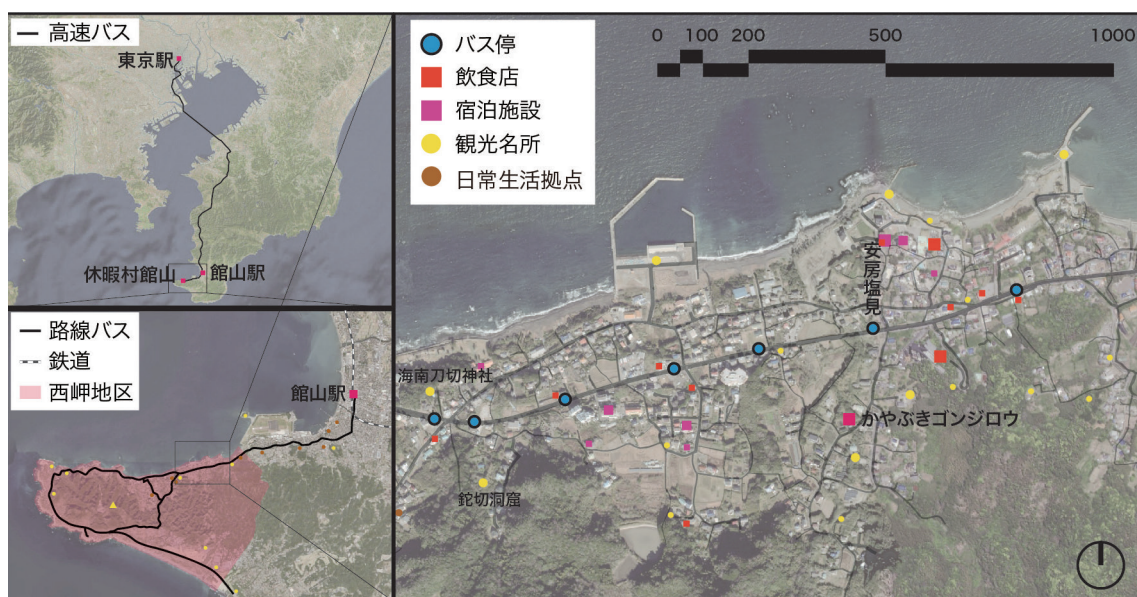 高速バス
東京駅
休暇村館山
館山駅
路線バス
鉄道
西岬地区
館山駅
バス停
飲食店
宿泊施設
観光名所
日常生活拠点
0 100 200 500 1000
安房塩見
海南刀切神社
かやぶきゴンジロウ
鉈切洞窟